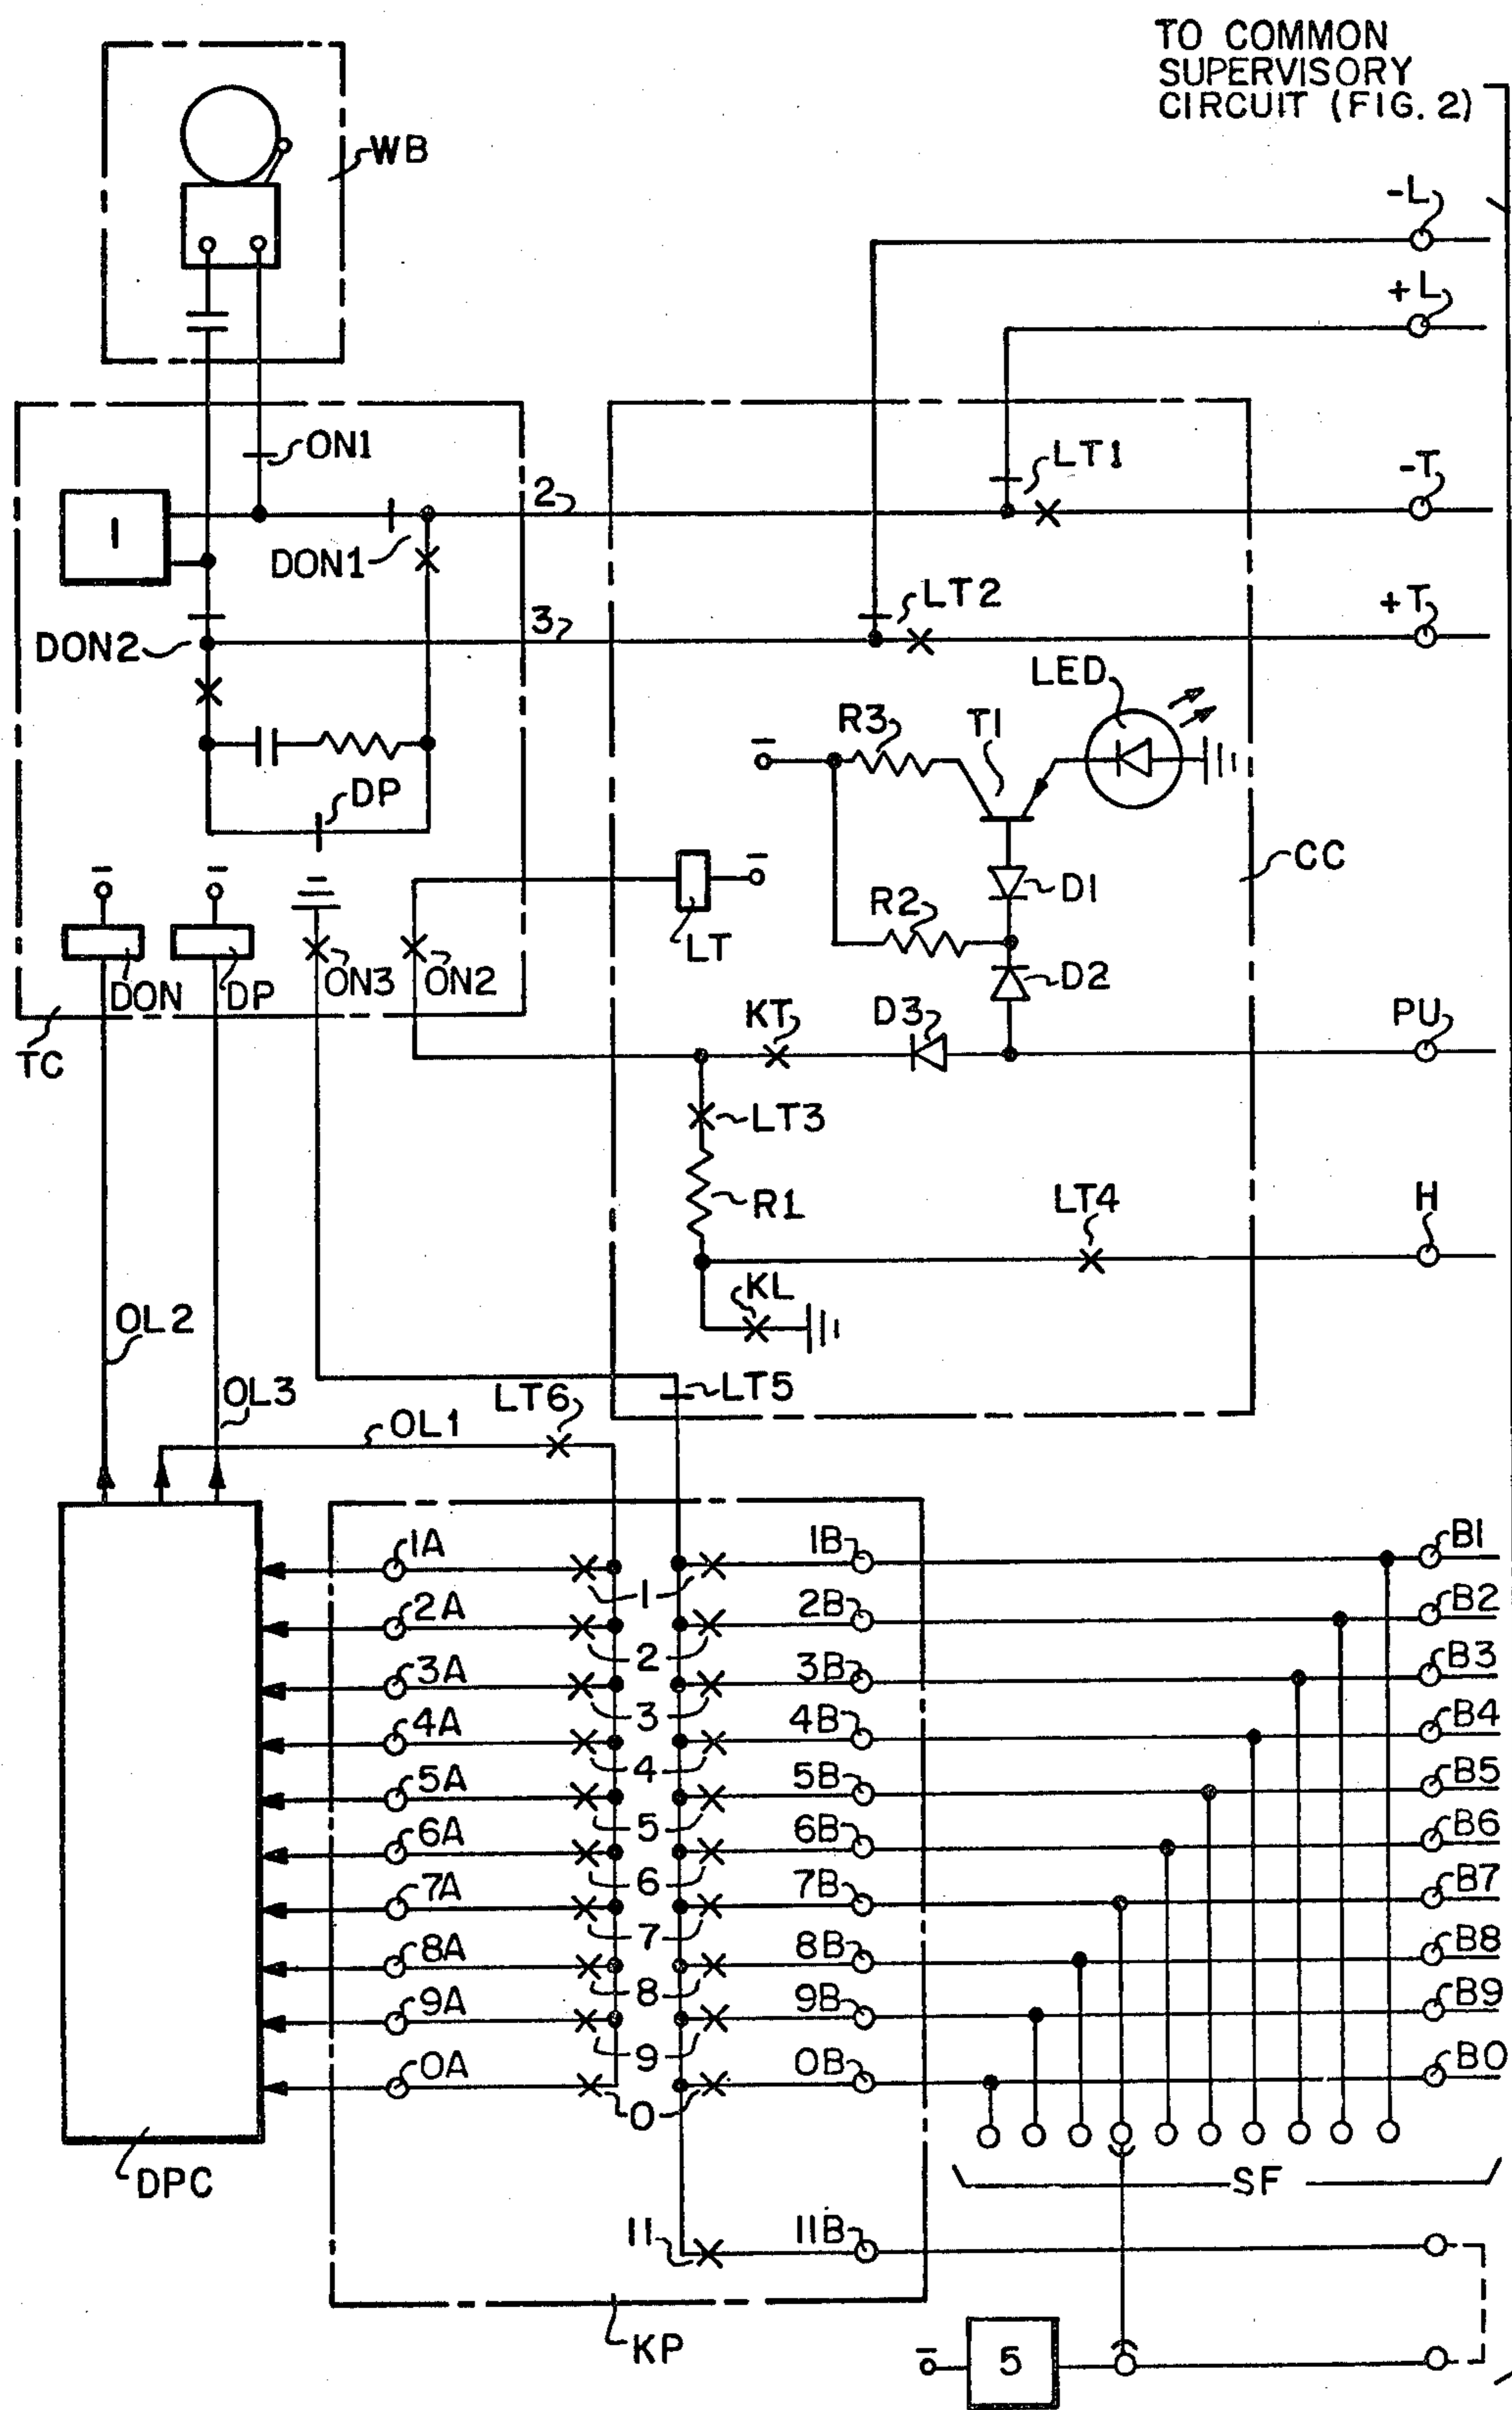 TO COMMON
SUPERVISORY
CIRCUIT (FIG. 2)
WB
-L
+L
ON1
LT1
-T
1
2
DON1
LT2
+T
DON2
3
LED
R3
T1
DP
CC
LT
R2
D1
DON
DP
ON3
ON2
D2
TC
KT
D3
PU
LT3
R1
LT4
H
KL
OL2
OL3
LT5
LT6
OL1
1A
1
1B
B1
2A
2
2B
B2
3A
3
3B
B3
4A
4
4B
B4
5A
5
5B
B5
6A
6
6B
B6
7A
7
7B
B7
8A
8
8B
B8
9A
9
9B
B9
0A
0
0B
B0
DPC
SF
11
11B
KP
5